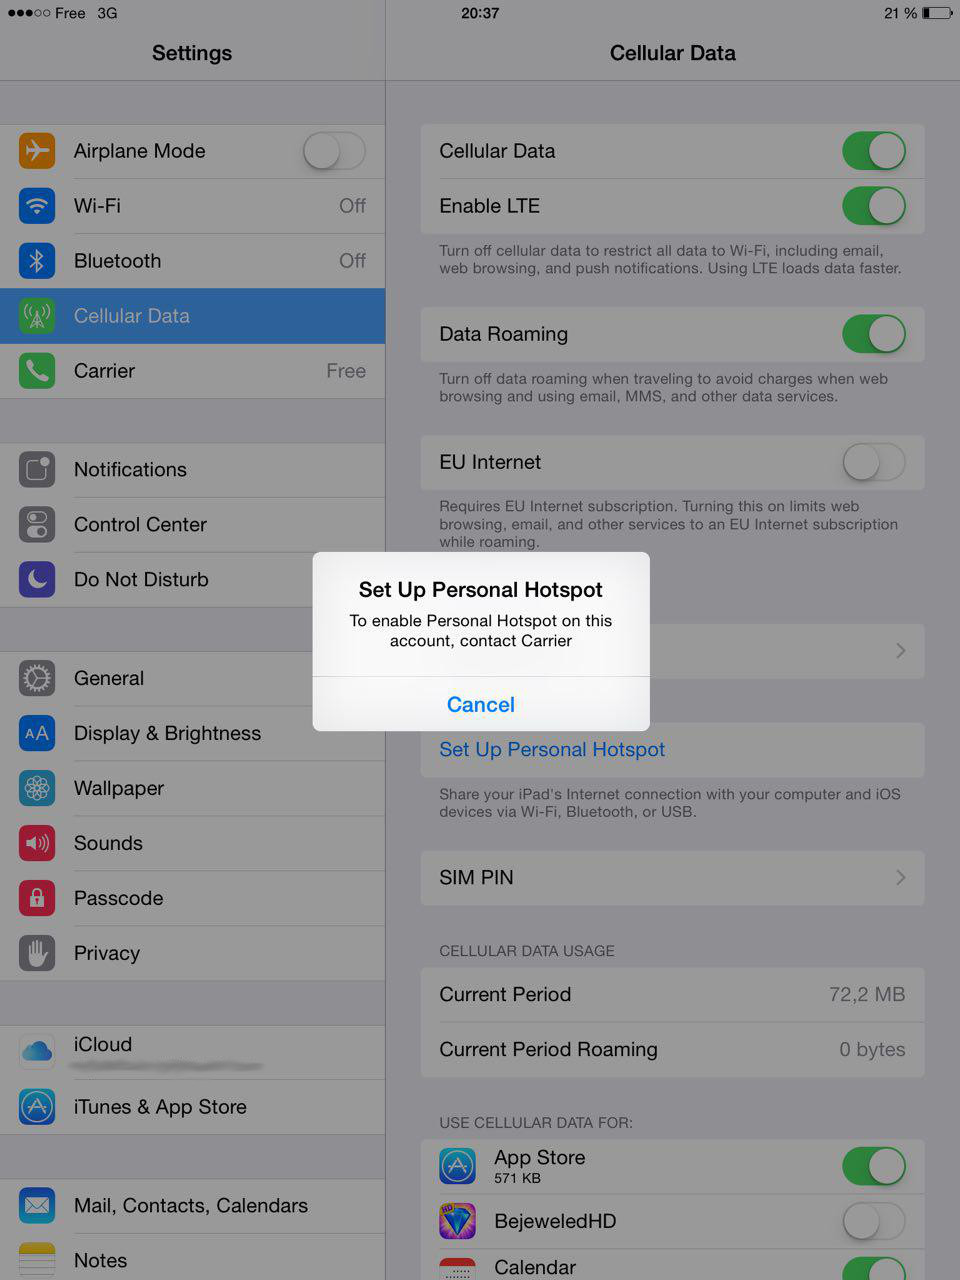 Free 3G
20:37
21 %
Settings
Airplane Mode
Wi-Fi
Off
Bluetooth
Off
Cellular Data
Carrier
Free
Notifications
Control Center
Do Not Disturb
General
AA
Display & Brightness
Wallpaper
Sounds
Passcode
Privacy
iCloud
iTunes & App Store
Mail, Contacts, Calendars
Notes
Cellular Data
Cellular Data
Enable LTE
Turn off cellular data to restrict all data to Wi-Fi, including email,
web browsing, and push notifications. Using LTE loads data faster.
Data Roaming
Turn off data roaming when traveling to avoid charges when web
browsing and using email, MMS, and other data services.
EU Internet
Requires EU Internet subscription. Turning this on limits web
browsing, email, and other services to an EU Internet subscription
while roaming.
Set Up Personal Hotspot
To enable Personal Hotspot on this
account, contact Carrier
Cancel
Set Up Personal Hotspot
Share your iPad's Internet connection with your computer and iOS
devices via Wi-Fi, Bluetooth, or USB.
SIM PIN
CELLULAR DATA USAGE
Current Period
72,2 MB
Current Period Roaming
0 bytes
USE CELLULAR DATA FOR:
App Store
571 KB
HD
BejeweledHD
Calendar